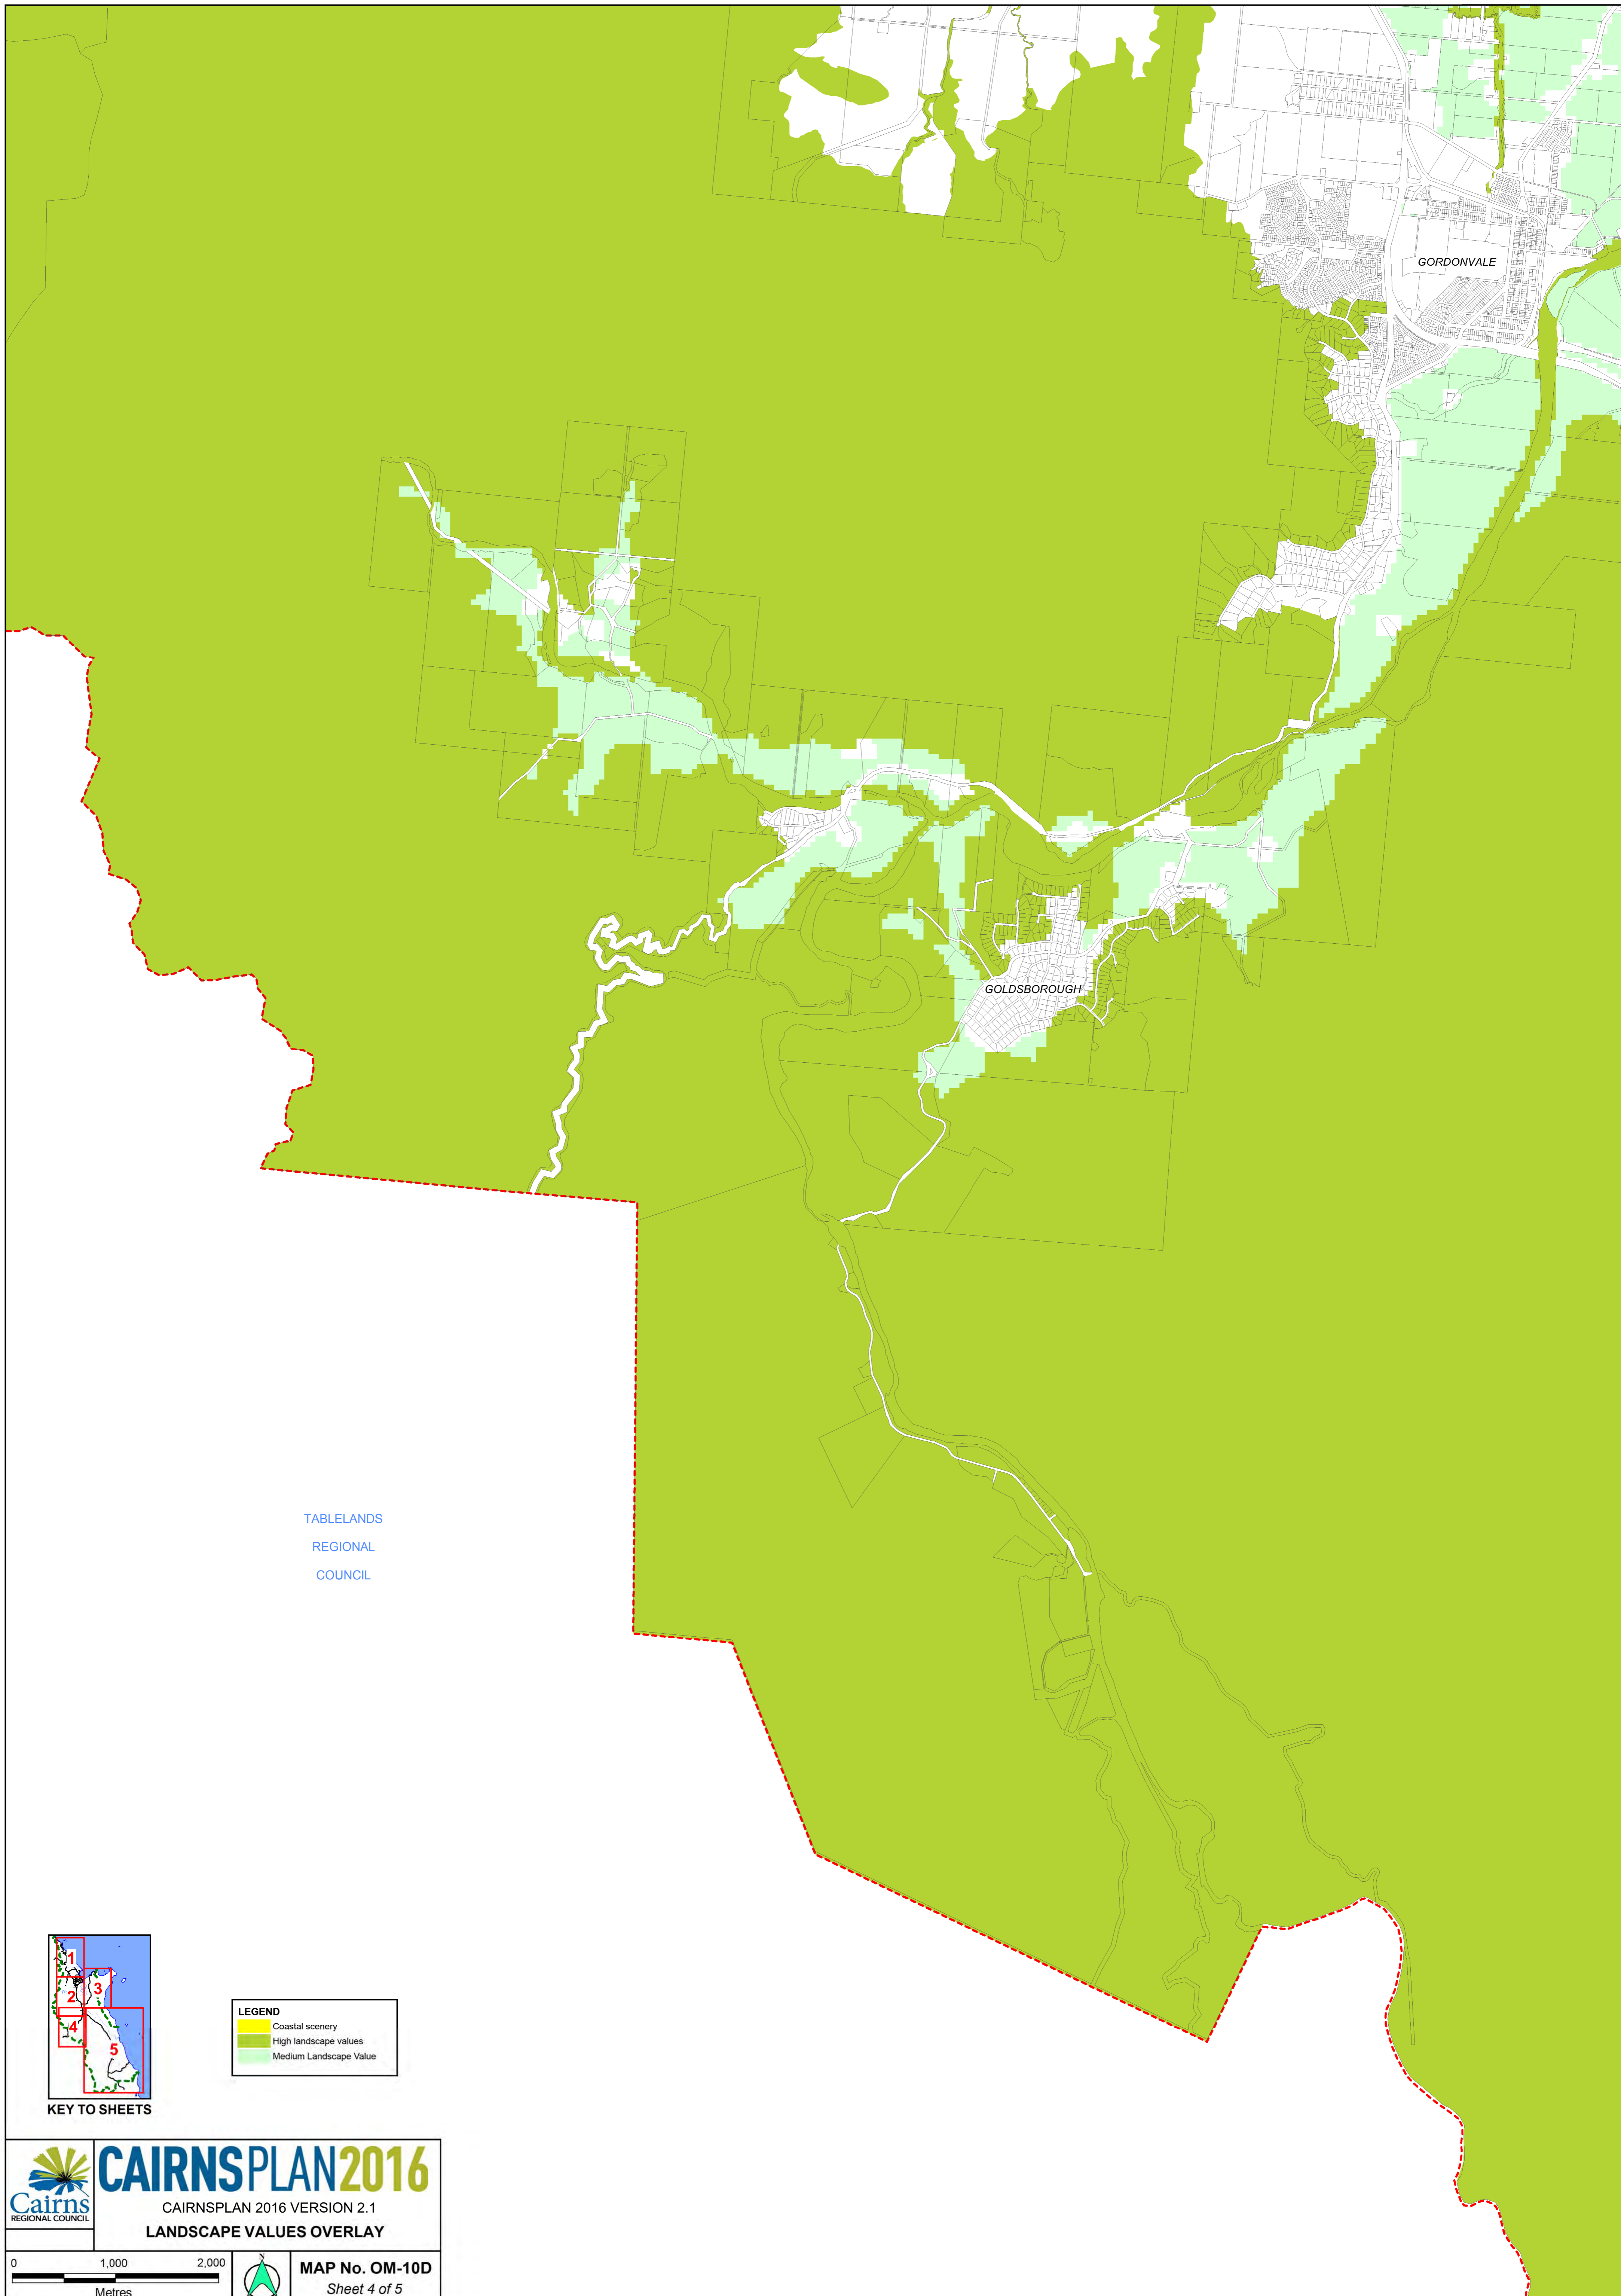 GORDONVALE
GOLDSBOROUGH
TABLELANDS
REGIONAL
COUNCIL
1
2
3
4
5
KEY TO SHEETS
LEGEND
Coastal scenery
High landscape values
Medium Landscape Value
Cairns
REGIONAL COUNCIL
CAIRNSPLAN2016
CAIRNSPLAN 2016 VERSION 2.1
LANDSCAPE VALUES OVERLAY
0 1,000 2,000
Metres
N
MAP No. OM-10D
Sheet 4 of 5